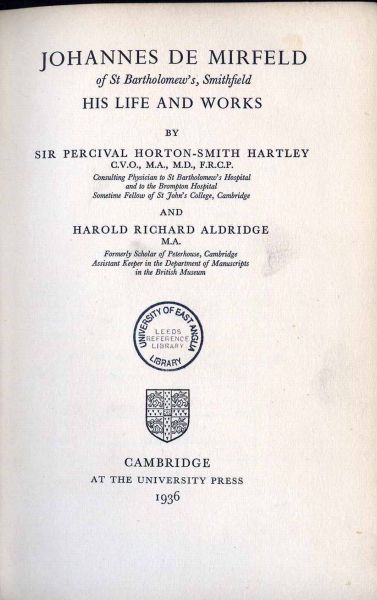 JOHANNES DE MIRFELD
of St Bartholomew's, Smithfield
HIS LIFE AND WORKS
BY
SIR PERCIVAL HORTON-SMITH HARTLEY
C.V.O., M.A., M.D., F.R.C.P.
Consulting Physician to St Bartholomew's Hospital
and to the Brompton Hospital
Sometime Fellow of St John's College, Cambridge
AND
HAROLD RICHARD ALDRIDGE
M.A.
Formerly Scholar of Peterhouse, Cambridge
Assistant Keeper in the Department of Manuscripts
in the British Museum
UNIVERSITY OF EAST ANGLIA
LEEDS
REFERENCE
LIBRARY
LIBRARY
CAMBRIDGE
AT THE UNIVERSITY PRESS
1936